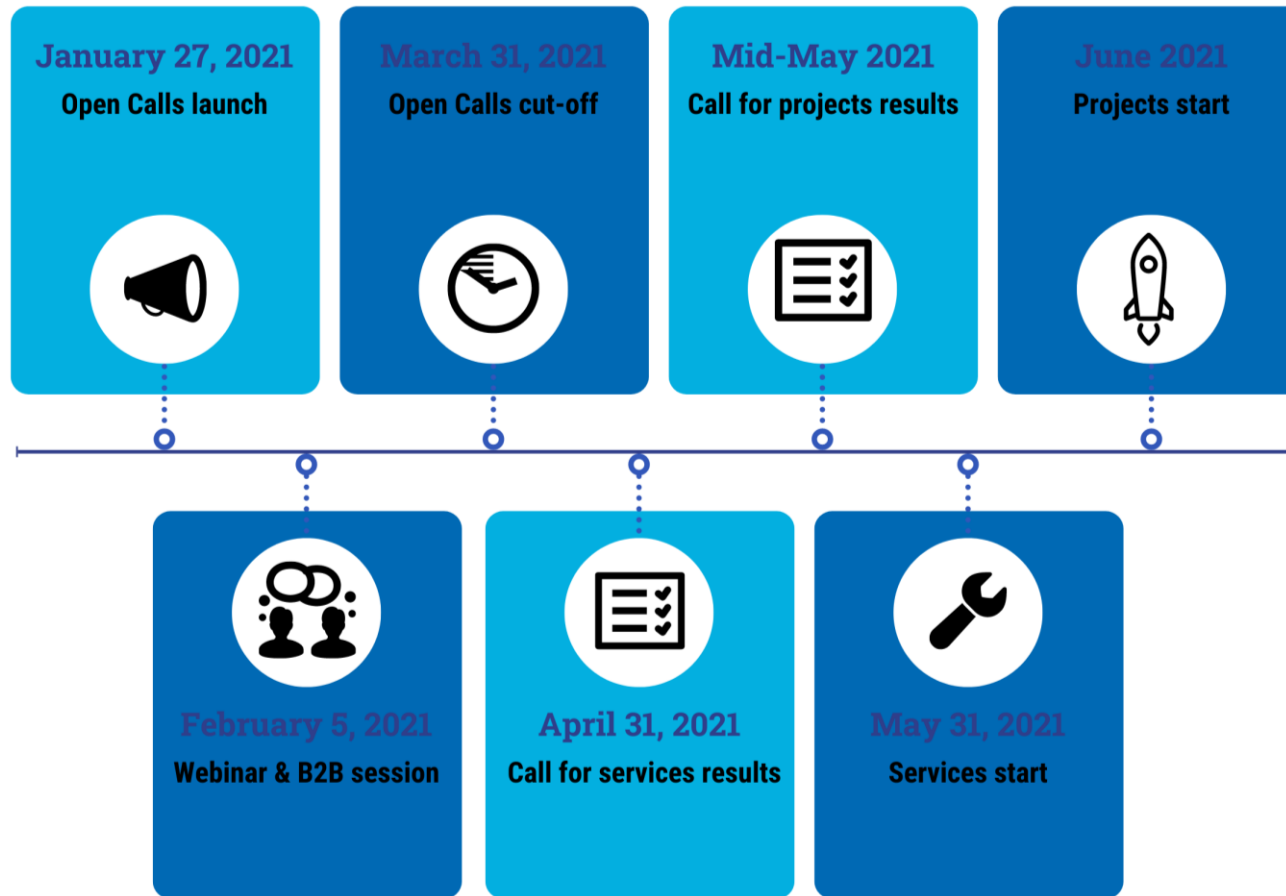 January 27, 2021
Open Calls launch
March 31, 2021
Open Calls cut-off
Mid-May 2021
Call for projects results
June 2021
Projects start
February 5, 2021
Webinar & B2B session
April 31, 2021
Call for services results
May 31, 2021
Services start